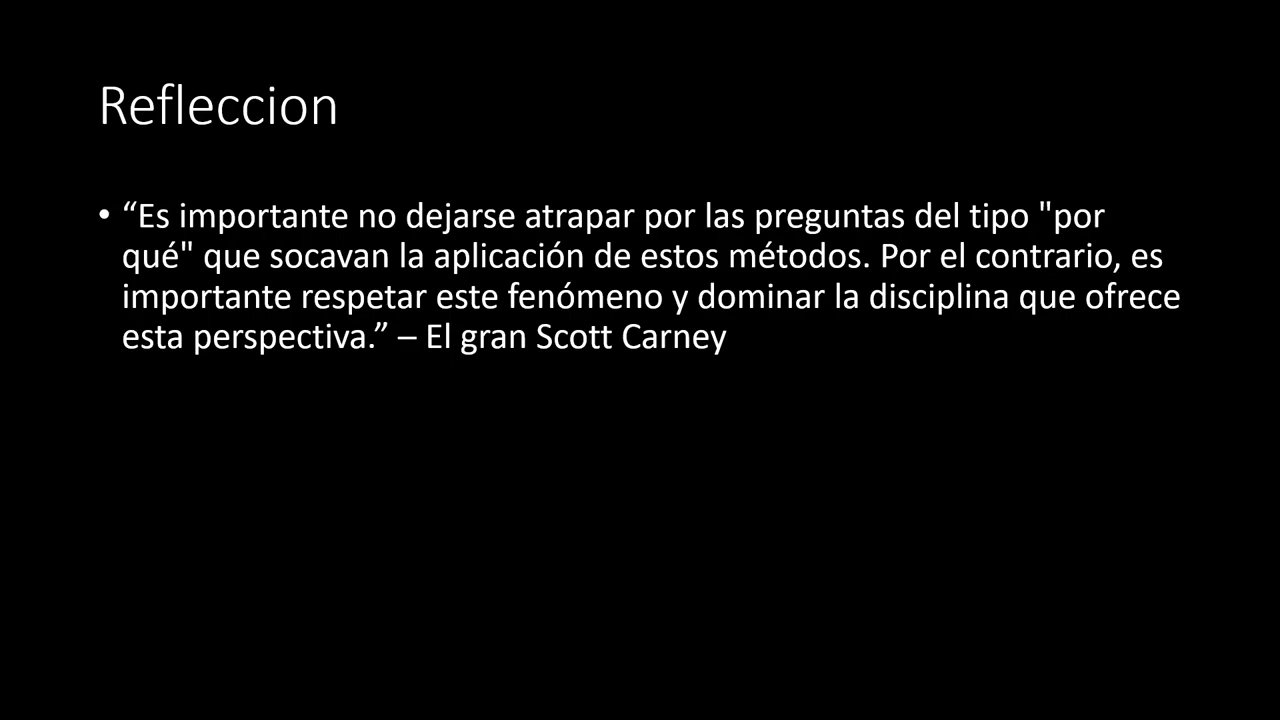 Refleccion
• “Es importante no dejarse atrapar por las preguntas del tipo "por
qué" que socavan la aplicación de estos métodos. Por el contrario, es
importante respetar este fenómeno y dominar la disciplina que ofrece
esta perspectiva.” – El gran Scott Carney